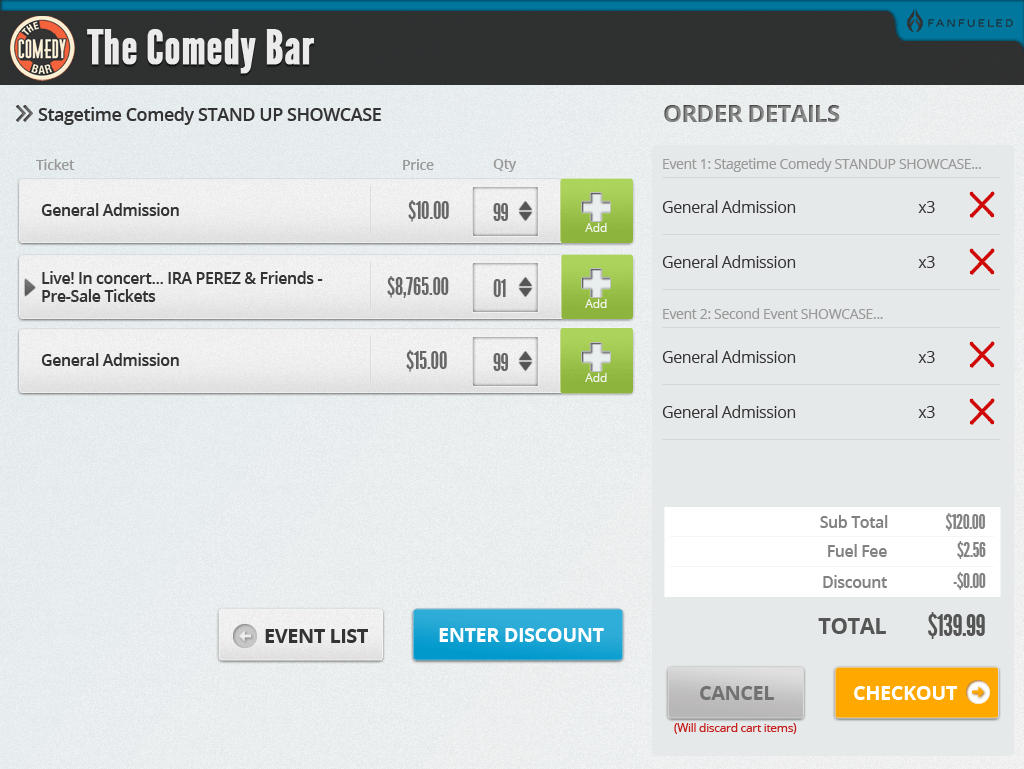 THE
COMEDY
BAR
The Comedy Bar
FANFUELED
Stagetime Comedy STAND UP SHOWCASE
Ticket Price Qty
General Admission $10.00 99 Add
Live! In concert... IRA PEREZ & Friends -
Pre-Sale Tickets $8,765.00 01 Add
General Admission $15.00 99 Add
EVENT LIST
ENTER DISCOUNT
ORDER DETAILS
Event 1: Stagetime Comedy STANDUP SHOWCASE...
General Admission x3
General Admission x3
Event 2: Second Event SHOWCASE...
General Admission x3
General Admission x3
Sub Total $120.00
Fuel Fee $2.56
Discount -$0.00
TOTAL $139.99
CANCEL
(Will discard cart items)
CHECKOUT